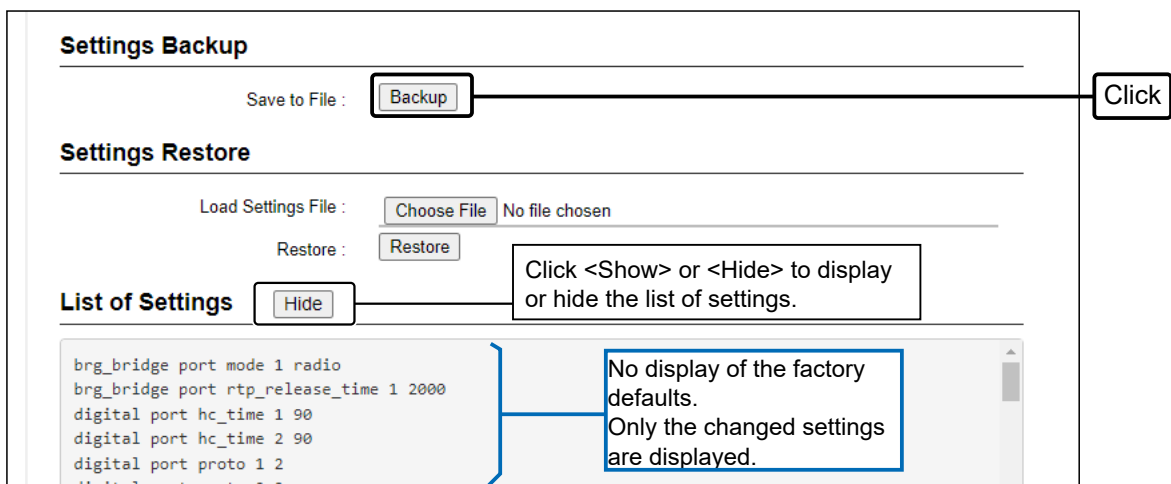 Settings Backup
Save to File : Backup
Click
Settings Restore
Load Settings File : Choose File No file chosen
Restore : Restore
Click <Show> or <Hide> to display
or hide the list of settings.
List of Settings Hide
brg_bridge port mode 1 radio
brg_bridge port rtp_release_time 1 2000
digital port hc_time 1 90
digital port hc_time 2 90
digital port proto 1 2
No display of the factory
defaults.
Only the changed settings
are displayed.